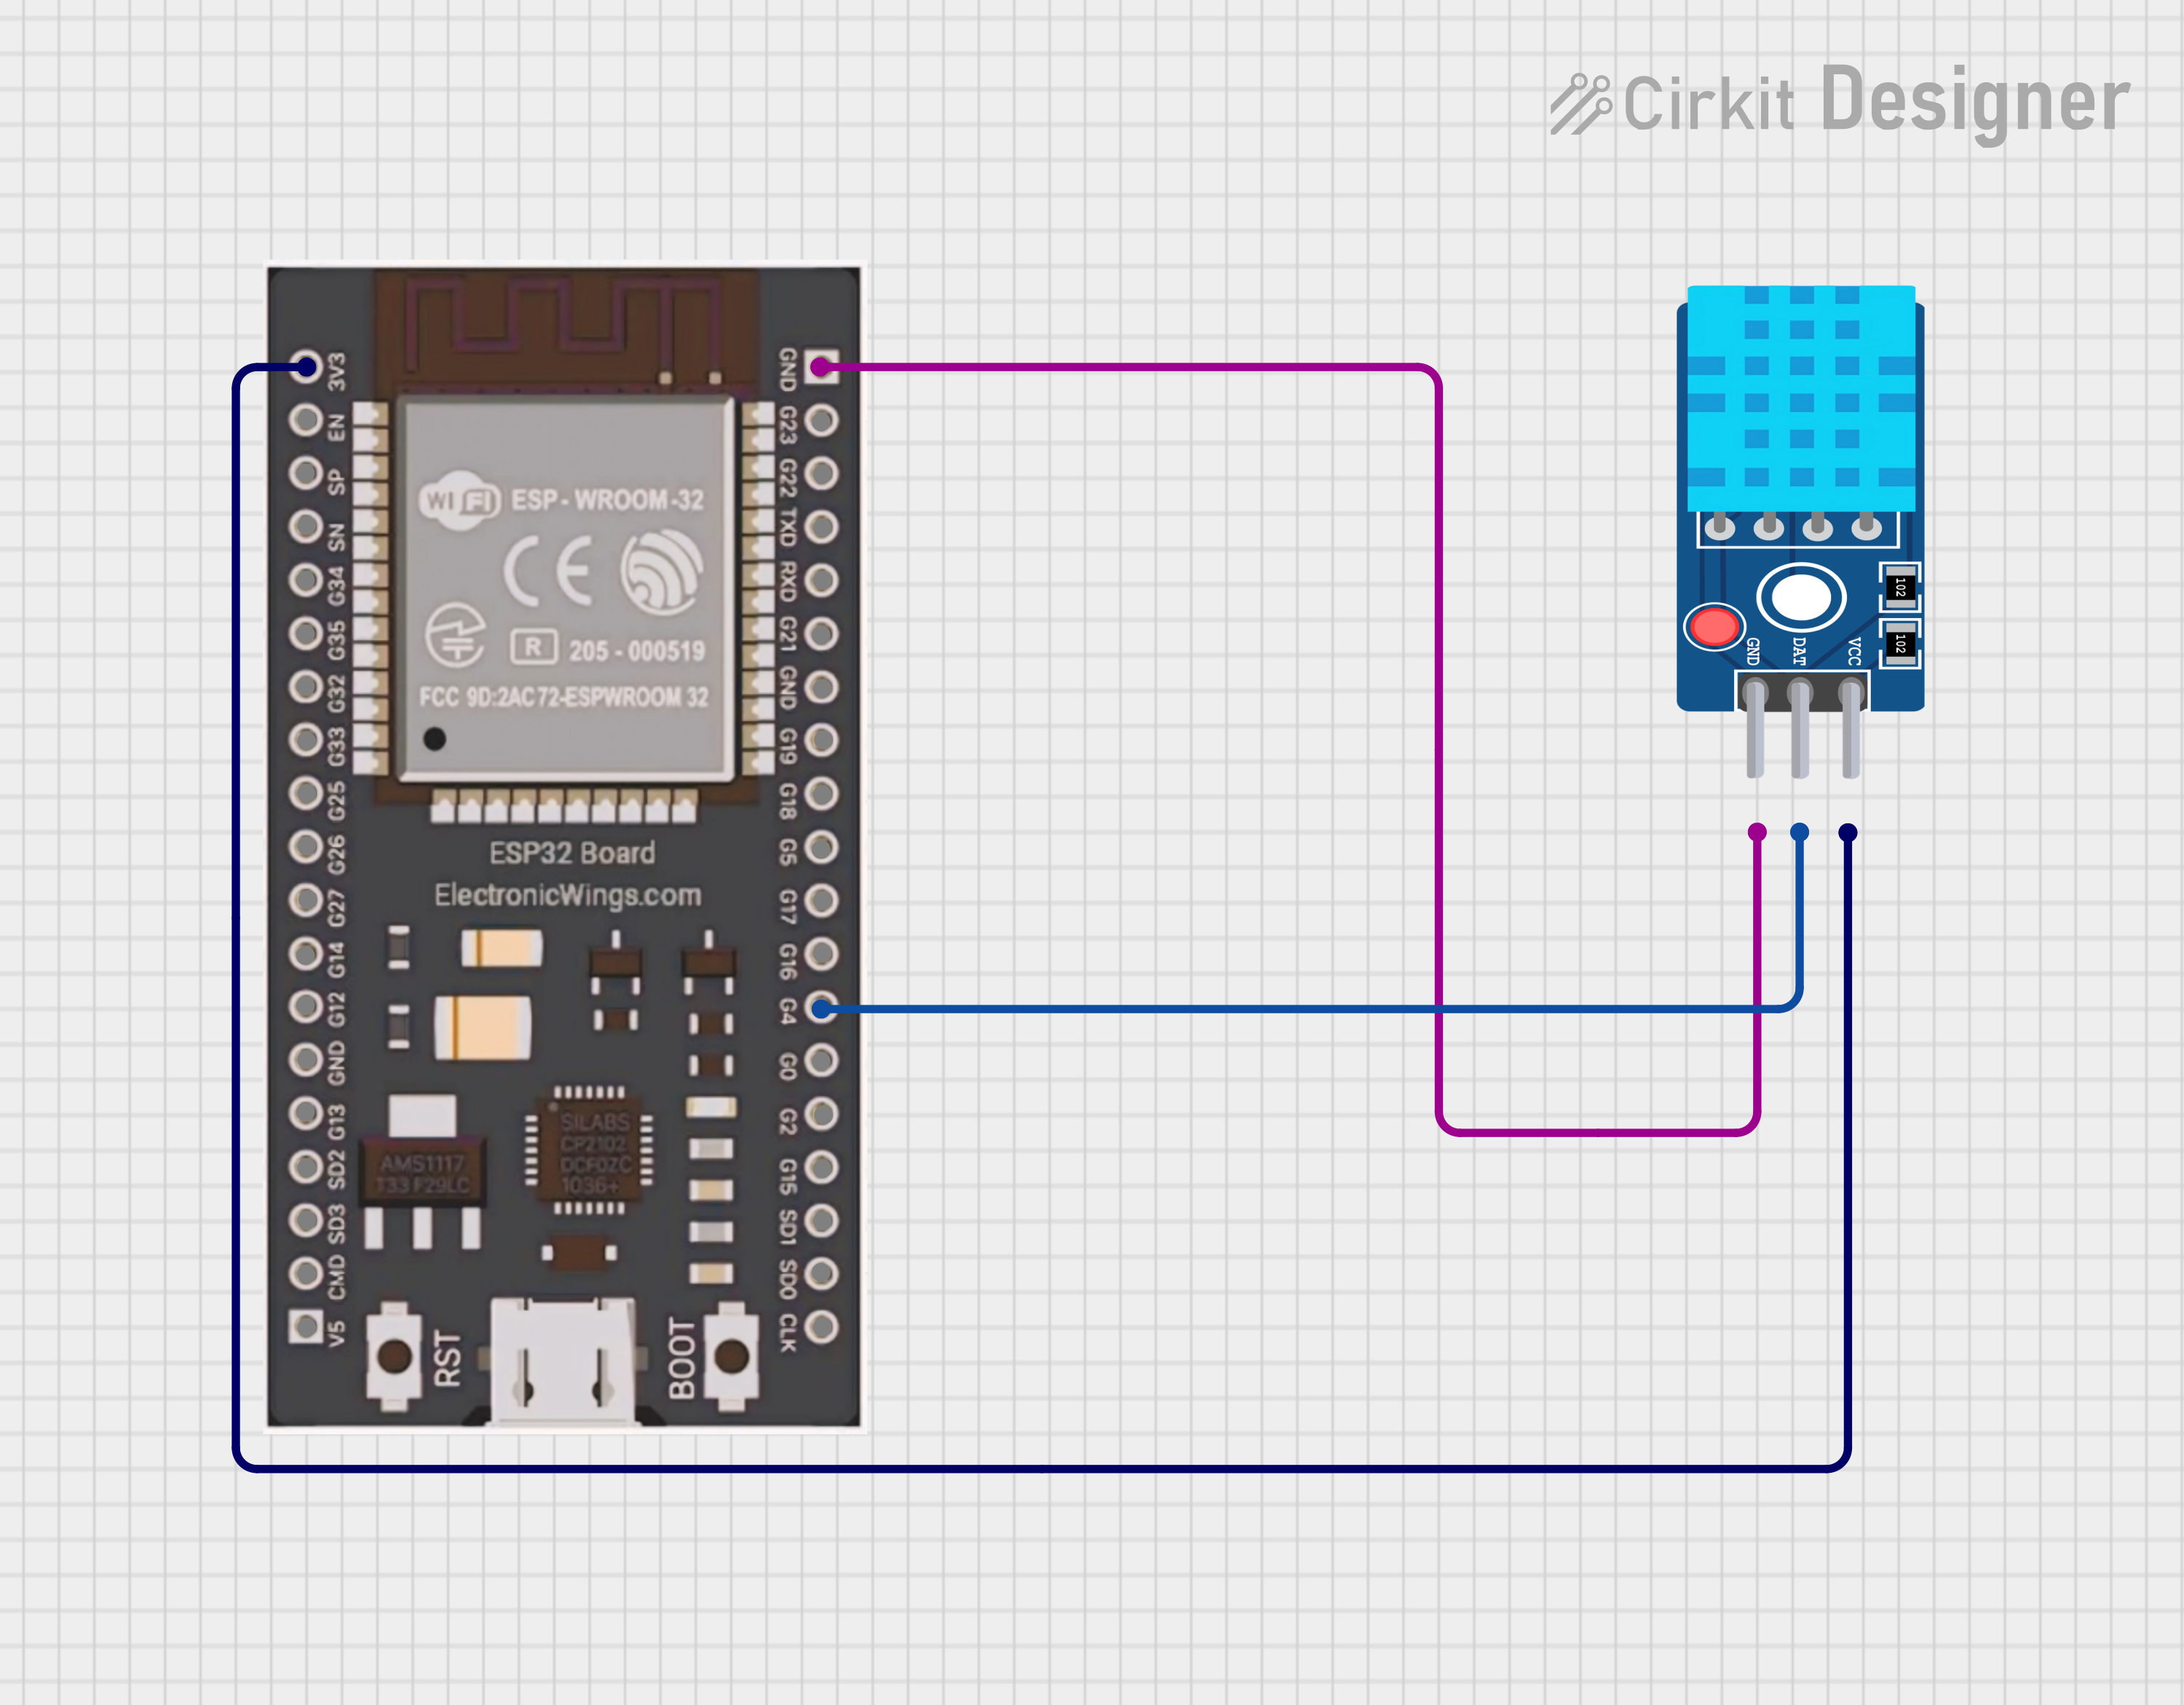 Cirkit Designer
3V3
EN
SP
SN
G34
G35
G32
G33
G25
G26
G27
G14
G12
GND
G13
SD2
SD3
CMD
V5
GND
G23
G22
TXD
RXD
G21
GND
G19
G18
G5
G17
G16
G4
G0
G2
G15
SD1
SD0
CLK
Wi Fi ESP - WROOM -32
CE
R 205 - 000519
FCC 9D:2AC72-ESPWROOM 32
ESP32 Board
ElectronicWings.com
AMS1117
T33 F29LC
SILABS
CP2102
DCF0ZC
1036+
RST
BOOT
102
102
GND
DAT
VCC